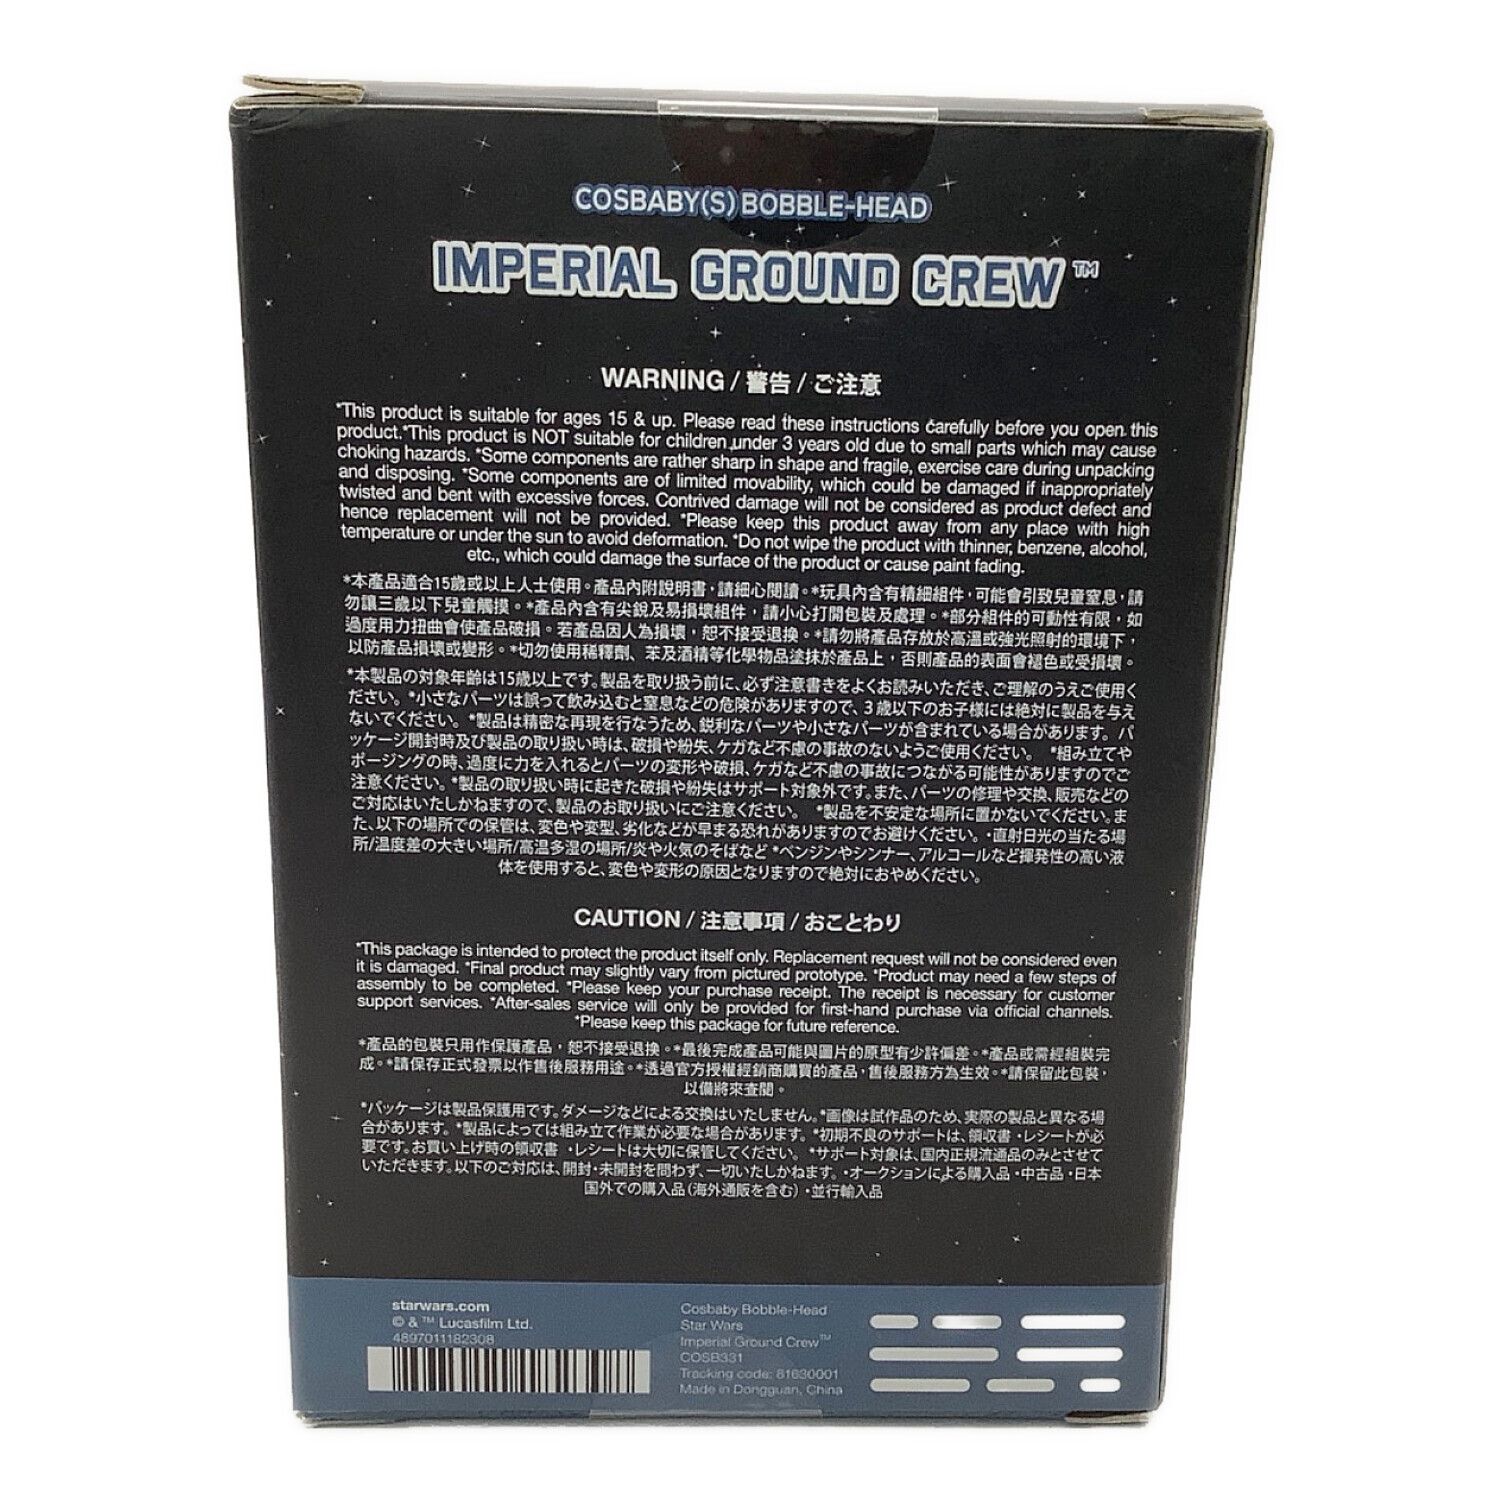 COSBABY(S) BOBBLE-HEAD
IMPERIAL GROUND CREW™
WARNING / 警告 / ご注意
*This product is suitable for ages 15 & up. Please read these instructions carefully before you open this
product.*This product is NOT suitable for children under 3 years old due to small parts which may cause
choking hazards. *Some components are rather sharp in shape and fragile, exercise care during unpacking
and disposing. *Some components are of limited movability, which could be damaged if inappropriately
twisted and bent with excessive forces. Contrived damage will not be considered as product defect and
hence replacement will not be provided. *Please keep this product away from any place with high
temperature or under the sun to avoid deformation. *Do not wipe the product with thinner, benzene, alcohol,
etc., which could damage the surface of the product or cause paint fading.
*本產品適合15歲或以上人士使用。產品內附說明書，請細心閱讀。*玩具內含有精細組件，可能會引致兒童窒息，請
勿讓三歲以下兒童觸摸。*產品內含有尖銳及易損壞組件，請小心打開包裝及處理。*部分組件的可動性有限，如
過度用力扭曲會使產品破損。若產品因人為損壞，恕不接受退換。*請勿將產品存放於高溫或強光照射的環境下，
以防產品損壞或變形。*切勿使用稀釋劑、苯及酒精等化學物品塗抹於產品上，否則產品的表面會褪色或受損壞。
*本製品の対象年齢は15歳以上です。製品を取り扱う前に、必ず注意書きをよくお読みいただき、ご理解のうえご使用く
ださい。*小さなパーツは誤って飲み込むと窒息などの危険がありますので、3歳以下のお子様には絶対に製品を与え
ないでください。*製品は精密な再現を行なうため、鋭利なパーツや小さなパーツが含まれている場合があります。パ
ッケージ開封時及び製品の取り扱い時は、破損や紛失、ケガなど不慮の事故のないようご使用ください。 *組み立てや
ポージングの時、過度に力を入れるとパーツの変形や破損、ケガなど不慮の事故につながる可能性がありますのでご
注意ください。*製品の取り扱い時に起きた破損や紛失はサポート対象外です。また、パーツの修理や交換、販売などの
ご対応はいたしかねますので、製品のお取り扱いにご注意ください。 *製品を不安定な場所に置かないでください。ま
た、以下の場所での保管は、変色や変型、劣化などが早まる恐れがありますのでお避けください。・直射日光の当たる場
所/温度差の大きい場所/高温多湿の場所/炎や火気のそばなど *ベンジンやシンナー、アルコールなど揮発性の高い液
体を使用すると、変色や変形の原因となりますので絶対におやめください。
CAUTION / 注意事項 / おことわり
*This package is intended to protect the product itself only. Replacement request will not be considered even
it is damaged. *Final product may slightly vary from pictured prototype. *Product may need a few steps of
assembly to be completed. *Please keep your purchase receipt. The receipt is necessary for customer
support services. *After-sales service will only be provided for first-hand purchase via official channels.
*Please keep this package for future reference.
*產品的包裝只用作保護產品，恕不接受退換。*最後完成產品可能與圖片的原型有少許偏差。*產品或需經組裝完
成。*請保存正式發票以作售後服務用途。*透過官方授權經銷商購買的產品，售後服務方為生效。*請保留此包裝，
以備將來查閱。
*パッケージは製品保護用です。ダメージなどによる交換はいたしません。*画像は試作品のため、実際の製品と異なる場
合があります。*製品によっては組み立て作業が必要な場合があります。*初期不良のサポートは、領収書・レシートが必
要です。お買い上げ時の領収書・レシートは大切に保管してください。 *サポート対象は、国内正規流通品のみとさせて
いただきます。以下のご対応は、開封・未開封を問わず、一切いたしかねます。・オークションによる購入品・中古品・日本
国外での購入品（海外通販を含む）・並行輸入品
starwars.com
© & ™ Lucasfilm Ltd.
4897011182308
Cosbaby Bobble-Head
Star Wars
Imperial Ground Crew™
COSB331
Tracking code: 81630001
Made in Dongguan, China